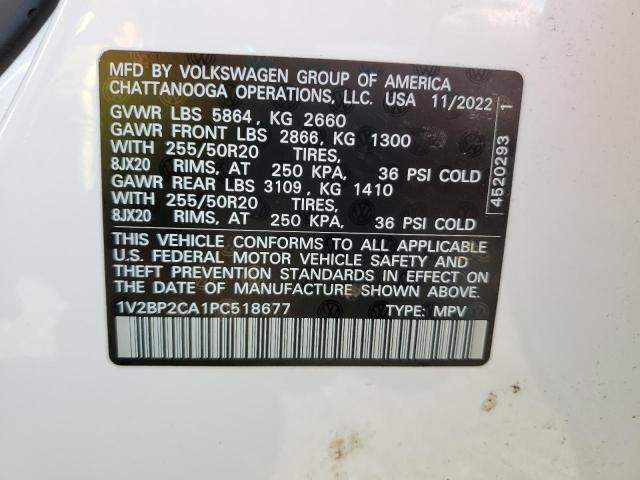 MFD BY VOLKSWAGEN GROUP OF AMERICA
CHATTANOOGA OPERATIONS, LLC. USA 11/2022
GVWR LBS 5864, KG 2660
GAWR FRONT LBS 2866, KG 1300
WITH 255/50R20 TIRES,
8JX20 RIMS, AT 250 KPA, 36 PSI COLD
GAWR REAR LBS 3109, KG 1410
WITH 255/50R20 TIRES,
8JX20 RIMS, AT 250 KPA, 36 PSI COLD
THIS VEHICLE CONFORMS TO ALL APPLICABLE
U.S. FEDERAL MOTOR VEHICLE SAFETY AND
THEFT PREVENTION STANDARDS IN EFFECT ON
THE DATE OF MANUFACTURE SHOWN ABOVE.
1V2BP2CA1PC518677 TYPE: MPV
4520293 1